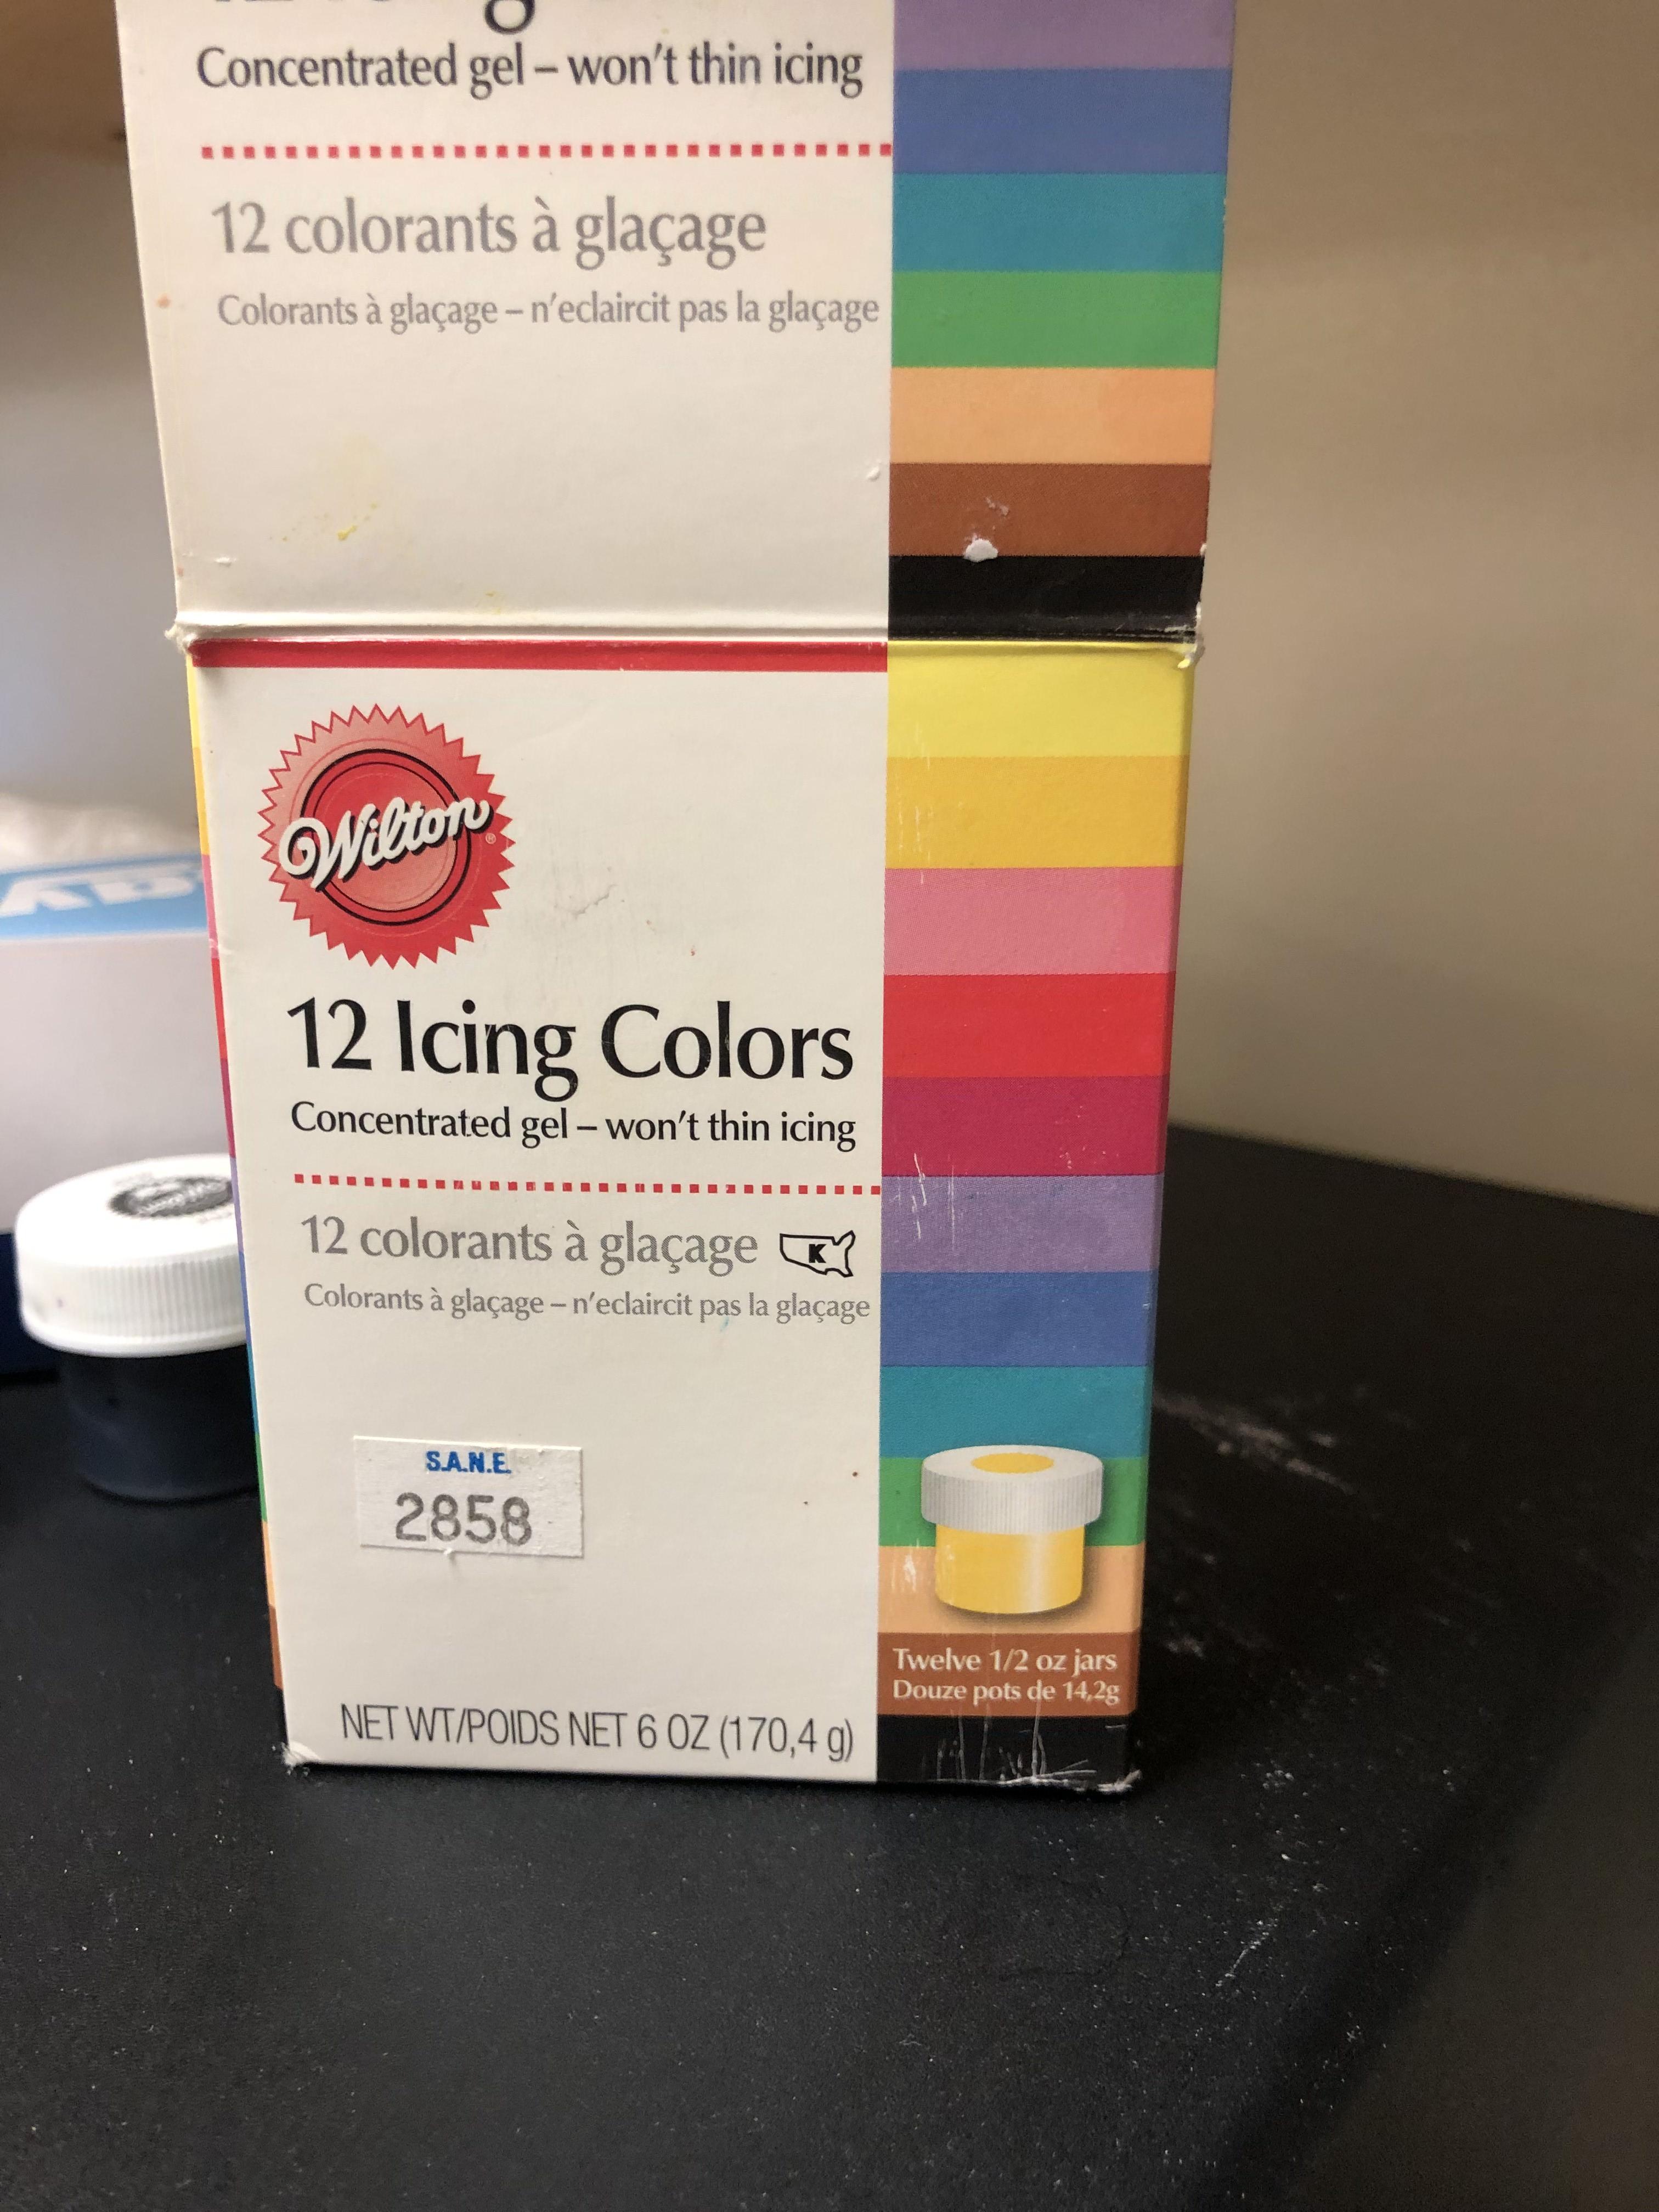 Concentrated gel – won't thin icing
12 colorants à glaçage
Colorants à glaçage – n'eclaircit pas la glaçage
Wilton®
12 Icing Colors
Concentrated gel – won't thin icing
12 colorants à glaçage K
Colorants à glaçage – n'eclaircit pas la glaçage
S.A.N.E.
2858
Twelve 1/2 oz jars
Douze pots de 14,2g
NET WT/POIDS NET 6 OZ (170,4 g)